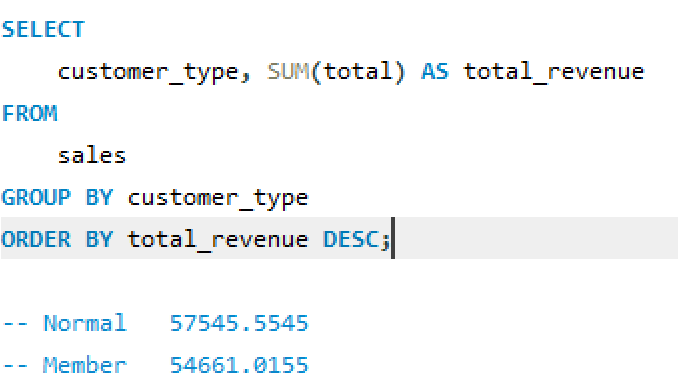 SELECT
    customer_type, SUM(total) AS total_revenue
FROM
    sales
GROUP BY customer_type
ORDER BY total_revenue DESC;
-- Normal   57545.5545
-- Member   54661.0155